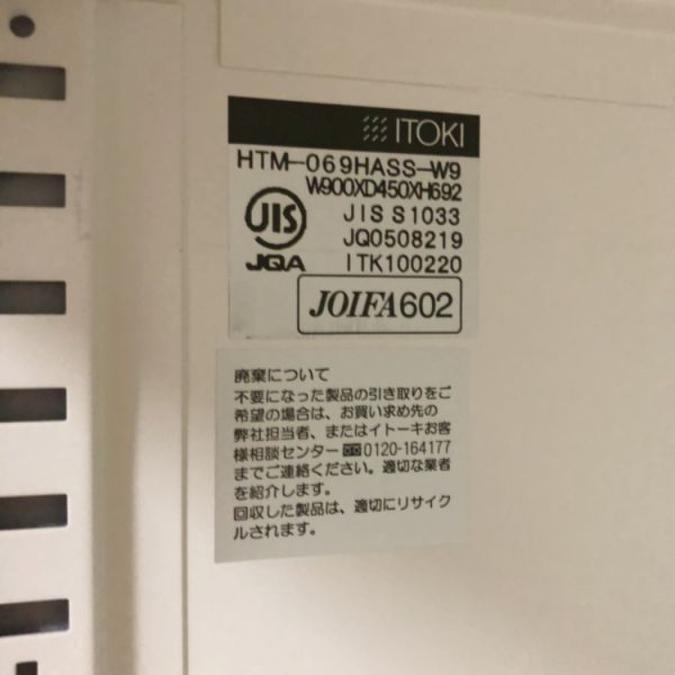 ITOKI
HTM-069HASS-W9
W900XD450XH692
JIS
JIS S1033
JQ0508219
JQA
ITK100220
JOIFA602
廃棄について
不要になった製品の引き取りをご
希望の場合は、お買い求め先の
弊社担当者、またはイトーキお客
様相談センター 0120-164177
までご連絡ください。適切な業者
を紹介します。
回収した製品は、適切にリサイク
ルされます。